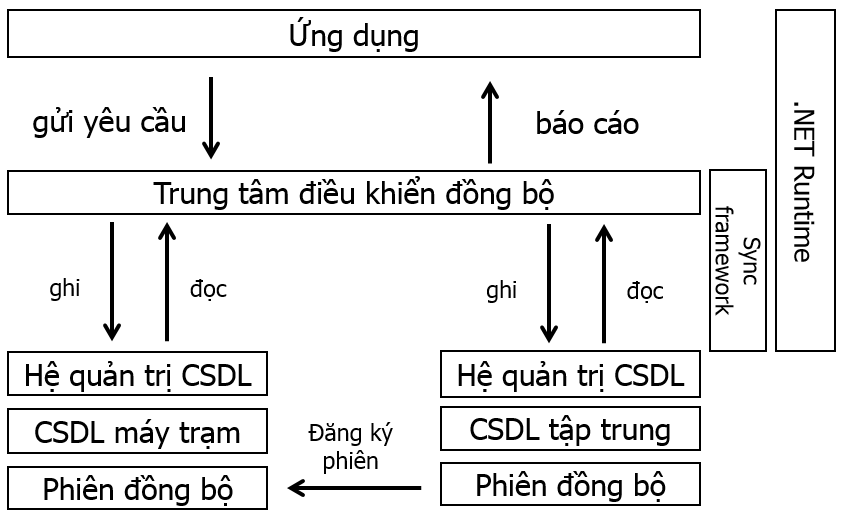 Ứng dụng
gửi yêu cầu
báo cáo
.NET Runtime
Trung tâm điều khiển đồng bộ
Sync
framework
ghi
đọc
ghi
đọc
Hệ quản trị CSDL
Hệ quản trị CSDL
CSDL máy trạm
CSDL tập trung
Đăng ký
phiên
Phiên đồng bộ
Phiên đồng bộ